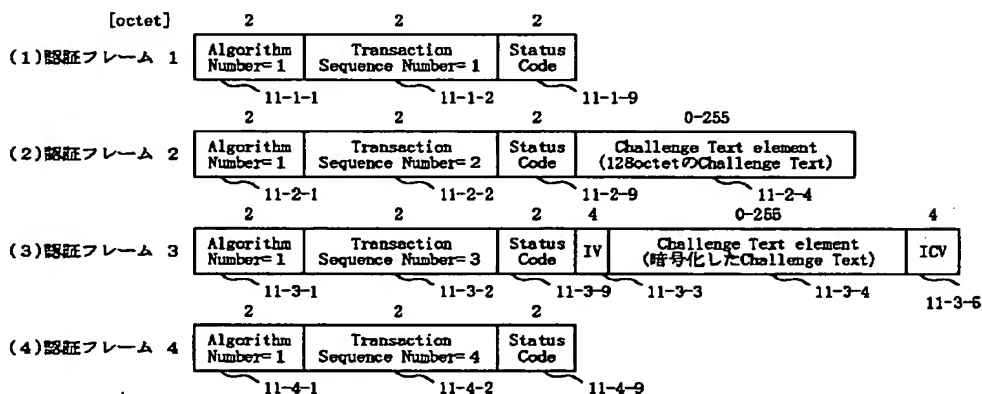 [octet] 2 2 2
(1)認証フレーム 1 Algorithm Number=1 Transaction Sequence Number=1 Status Code
11-1-1 11-1-2 11-1-9
2 2 2 0-255
(2)認証フレーム 2 Algorithm Number=1 Transaction Sequence Number=2 Status Code Challenge Text element (128octetのChallenge Text)
11-2-1 11-2-2 11-2-9 11-2-4
2 2 2 4 0-255 4
(3)認証フレーム 3 Algorithm Number=1 Transaction Sequence Number=3 Status Code IV Challenge Text element (暗号化したChallenge Text) ICV
11-3-1 11-3-2 11-3-9 11-3-3 11-3-4 11-3-5
2 2 2
(4)認証フレーム 4 Algorithm Number=1 Transaction Sequence Number=4 Status Code
11-4-1 11-4-2 11-4-9